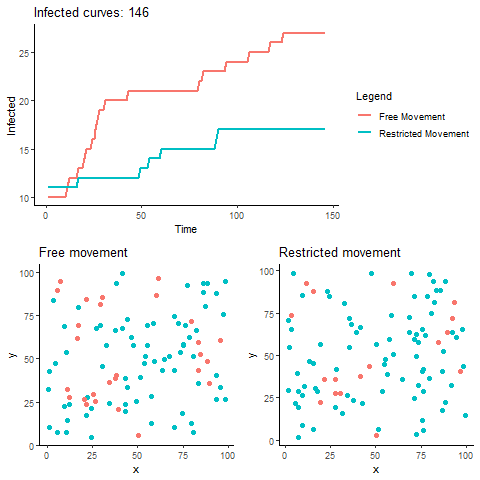 Infected curves: 146
Infected
25
20
15
10
0
50
100
150
Time
Legend
Free Movement
Restricted Movement
Free movement
y
100
75
50
25
0
0
25
50
75
100
x
Restricted movement
y
100
75
50
25
0
0
25
50
75
100
x